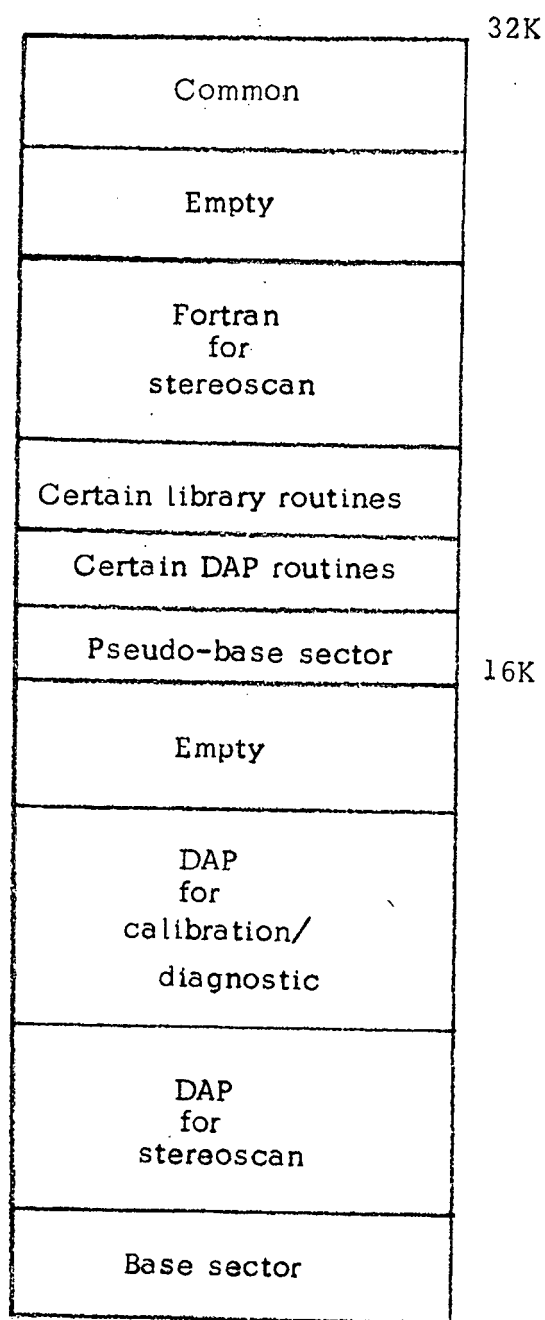 32K
Common
Empty
Fortran
for
stereoscan
Certain library routines
Certain DAP routines
Pseudo-base sector
16K
Empty
DAP
for
calibration/
diagnostic
DAP
for
stereoscan
Base sector